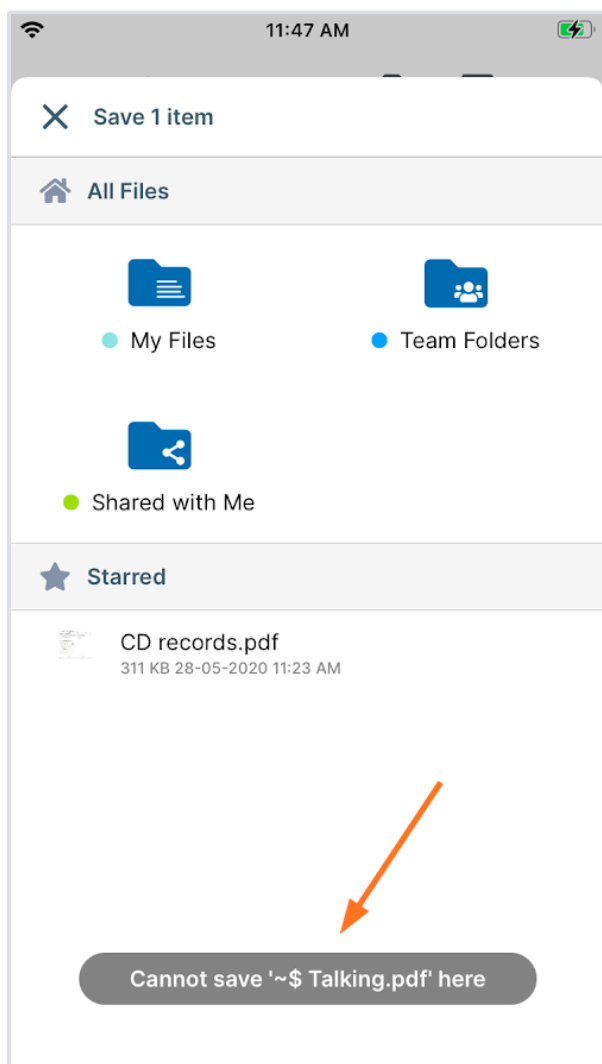 11:47 AM
Save 1 item
All Files
My Files
Team Folders
Shared with Me
Starred
CD records.pdf
311 KB 28-05-2020 11:23 AM
Cannot save '~$ Talking.pdf' here